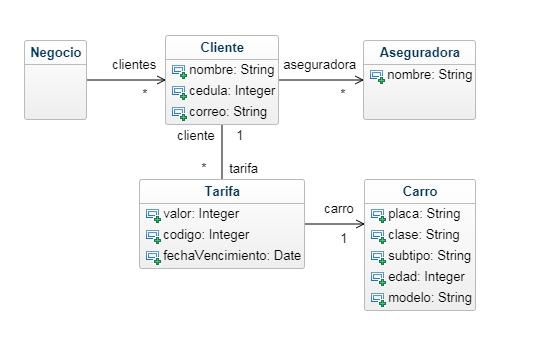 Negocio
clientes
*
Cliente
nombre: String
cedula: Integer
correo: String
aseguradora
*
Aseguradora
nombre: String
cliente
1
*
tarifa
Tarifa
valor: Integer
codigo: Integer
fechaVencimiento: Date
carro
1
Carro
placa: String
clase: String
subtipo: String
edad: Integer
modelo: String